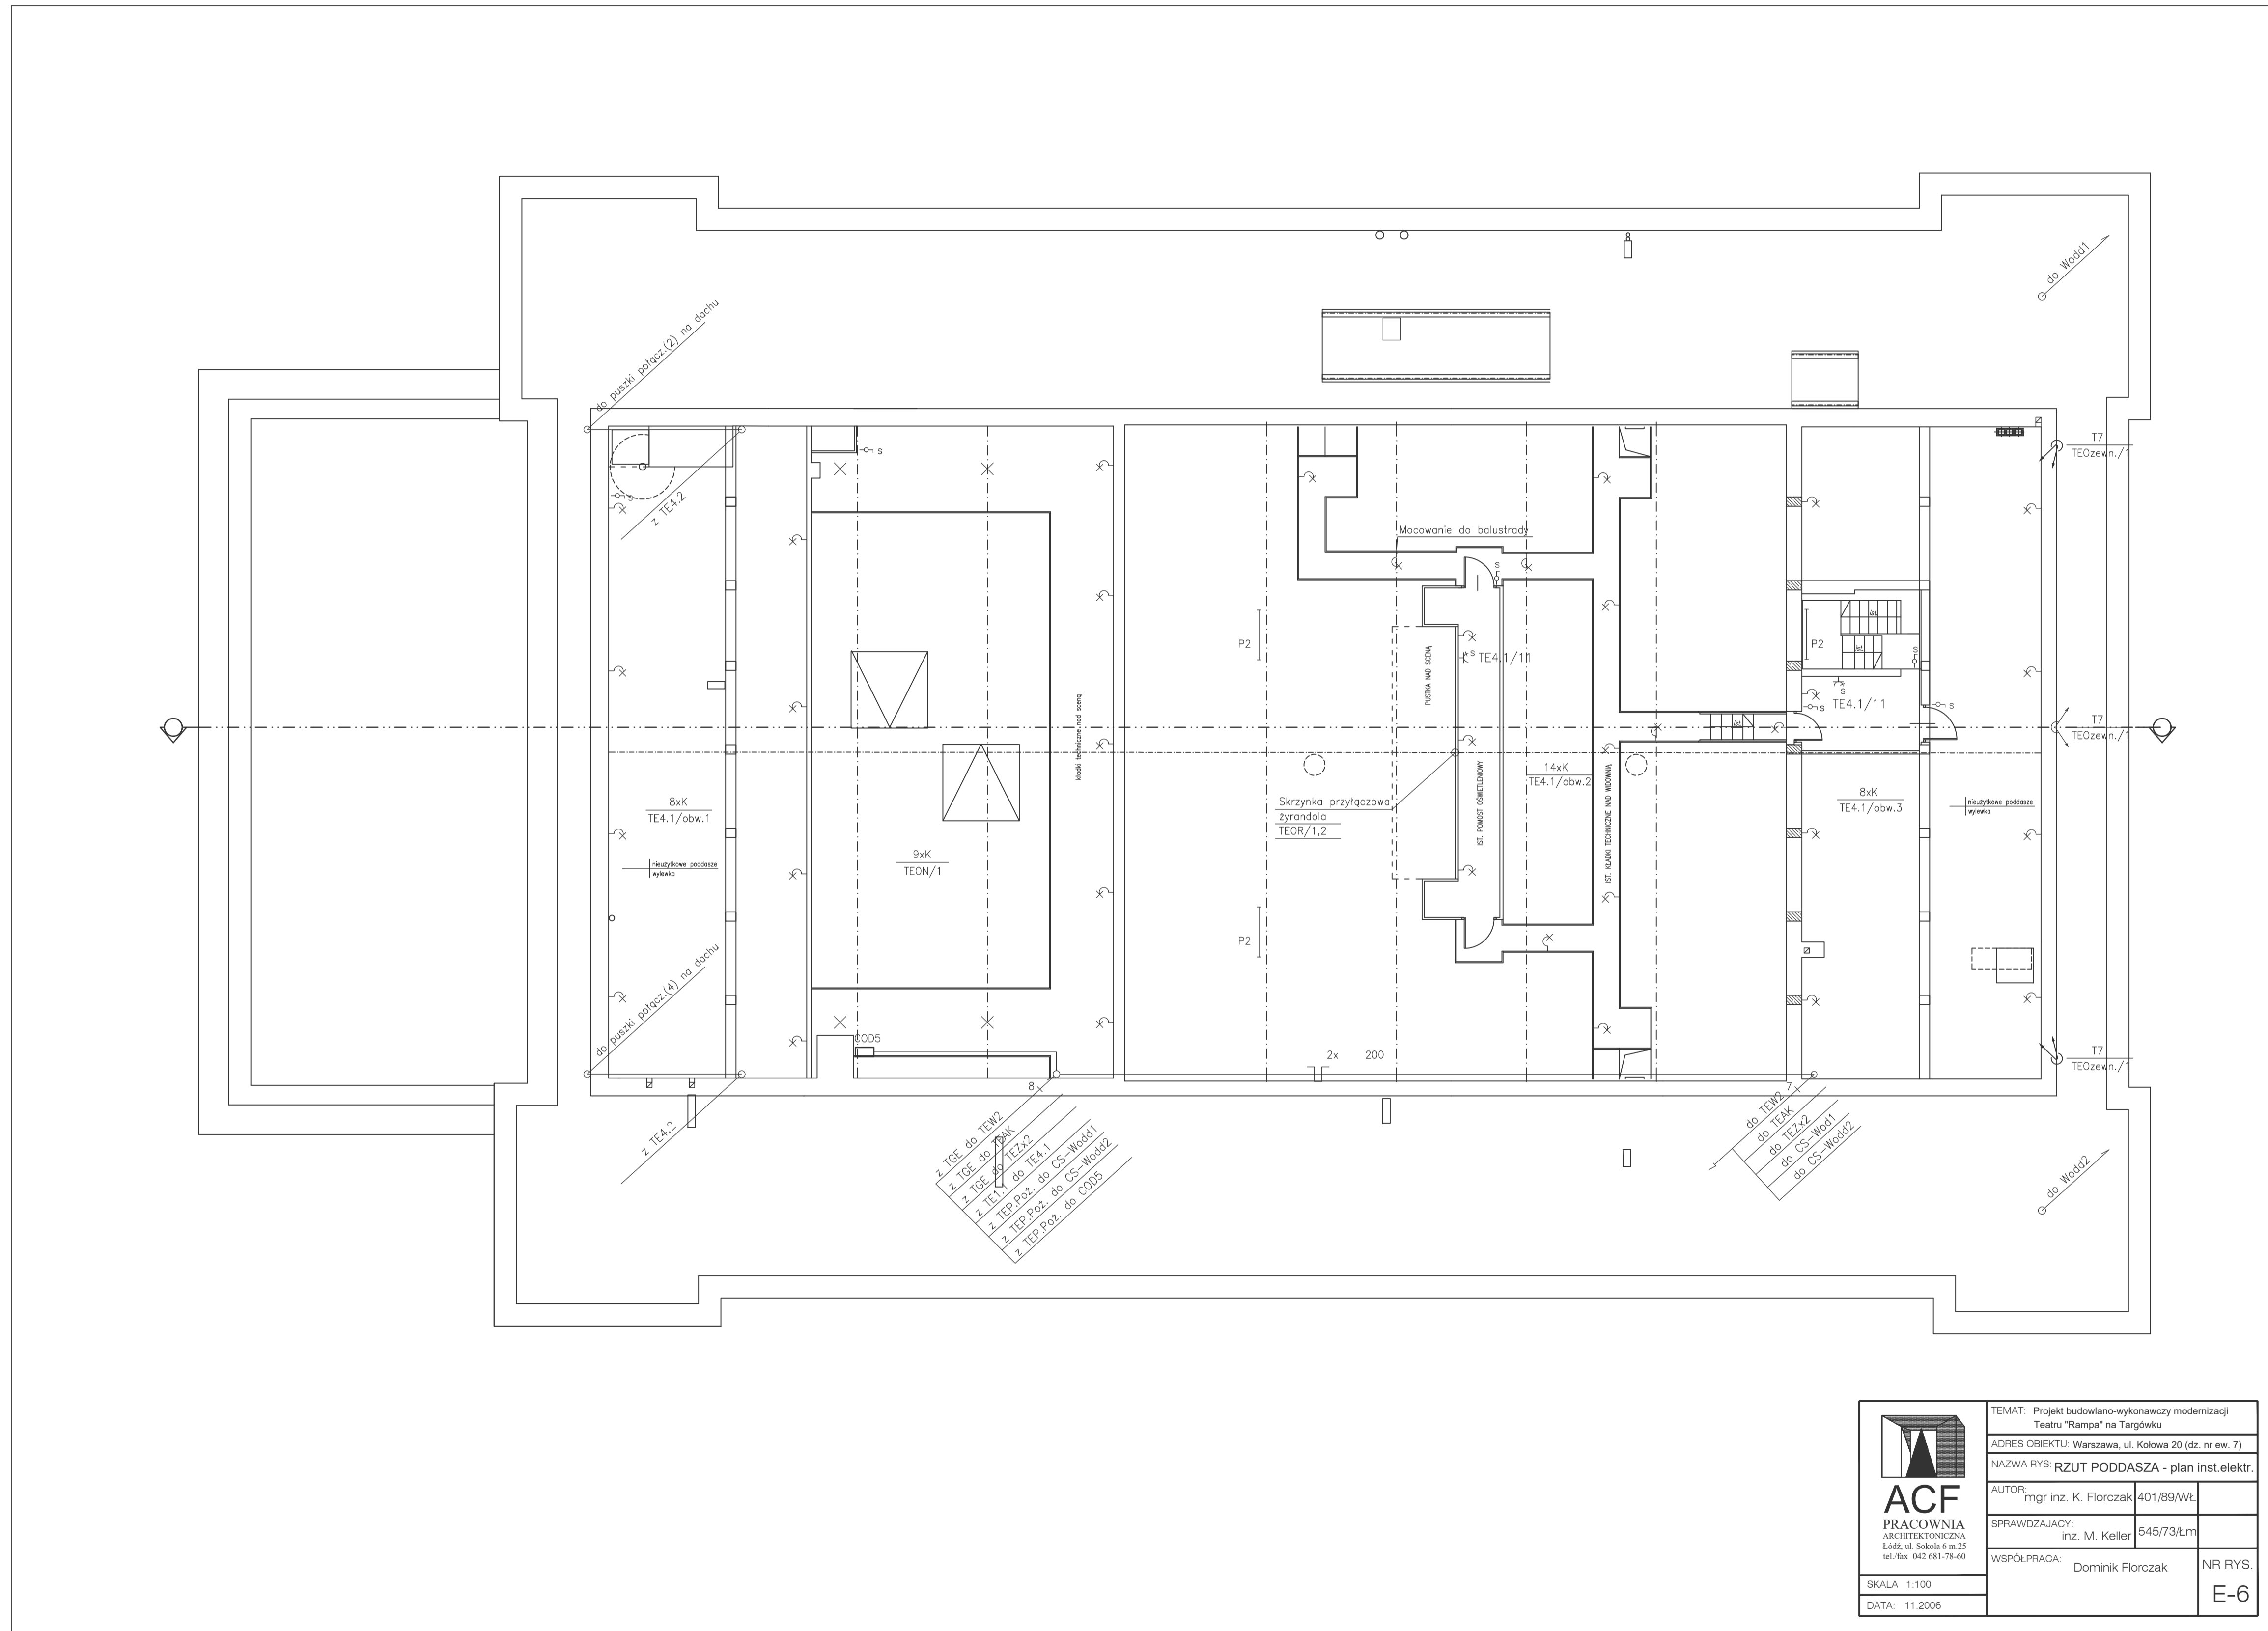 do Wodd1
do puszki połącz.(2) na dachu
T7
TEOzewn./1
s
s
z TE4.2
Mocowanie do balustrady
s
P2
ist.
P2
ist.
s
PUSTKA NAD SCENĄ
s TE4.1/11
s
s
TE4.1/11
s
kładki techniczne nad sceną
T7
TEOzewn./1
ist.
8xK
TE4.1/obw.1
14xK
TE4.1/obw.2
8xK
TE4.1/obw.3
nieużytkowe poddasze
wylewka
Skrzynka przyłączowa
żyrandola
TEOR/1,2
IST. POMOST OŚWIETLENIOWY
IST. KŁADKI TECHNICZNE NAD WIDOWNIĄ
nieużytkowe poddasze
wylewka
9xK
TEON/1
P2
do puszki połącz.(4) na dachu
COD5
2x 200
T7
TEOzewn./1
8
7
z TE4.2
z TGE do TEW2
z TGE do TEAK
z TGE do TEZx2
z TE1.1 do TE4.1
z TEP.Poż. do CS-Wodd1
z TEP.Poż. do CS-Wodd2
z TEP.Poż. do COD5
do TEW2
do TEAK
do TEZx2
do CS-Wod1
do CS-Wodd2
do Wodd2
ACF
PRACOWNIA
ARCHITEKTONICZNA
Łódź, ul. Sokola 6 m.25
tel./fax 042 681-78-60
SKALA 1:100
DATA: 11.2006
TEMAT: Projekt budowlano-wykonawczy modernizacji
Teatru "Rampa" na Targówku
ADRES OBIEKTU: Warszawa, ul. Kołowa 20 (dz. nr ew. 7)
NAZWA RYS: RZUT PODDASZA - plan inst.elektr.
AUTOR: mgr inz. K. Florczak 401/89/WŁ
SPRAWDZAJACY: inz. M. Keller 545/73/Łm
WSPÓŁPRACA: Dominik Florczak
NR RYS.
E-6